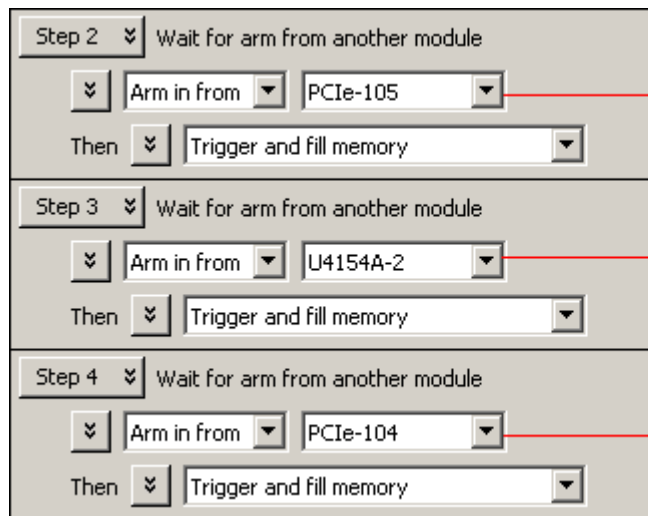 Step 2 Wait for arm from another module
Arm in from PCIe-105
Then Trigger and fill memory
Step 3 Wait for arm from another module
Arm in from U4154A-2
Then Trigger and fill memory
Step 4 Wait for arm from another module
Arm in from PCIe-104
Then Trigger and fill memory